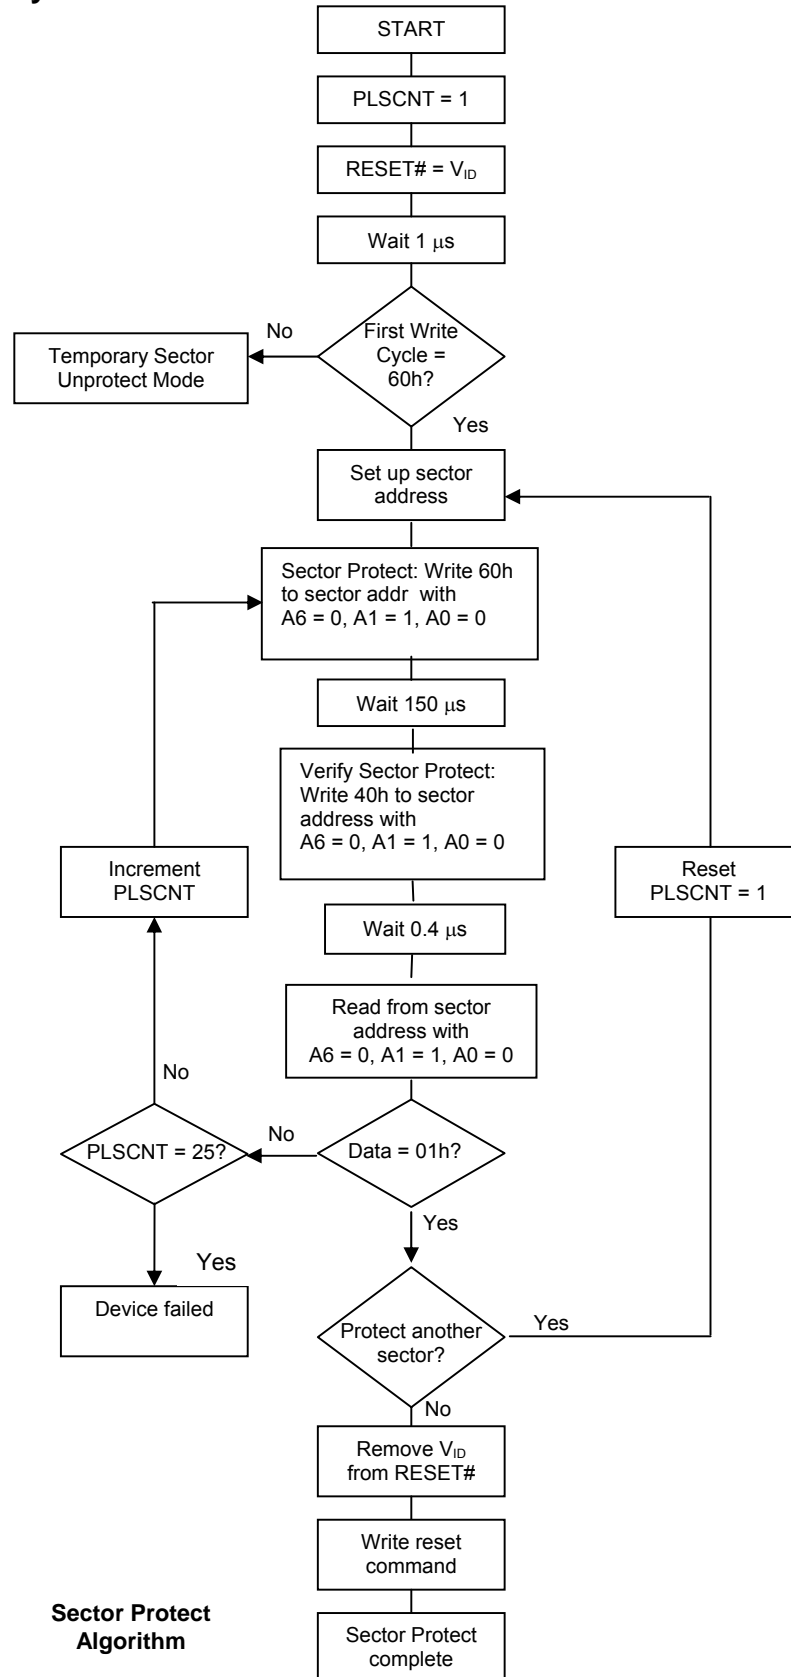 START
PLSCNT = 1
RESET# = VID
Wait 1 μs
First Write
Cycle =
60h?
No
Temporary Sector
Unprotect Mode
Yes
Set up sector
address
Sector Protect: Write 60h
to sector addr with
A6 = 0, A1 = 1, A0 = 0
Wait 150 μs
Verify Sector Protect:
Write 40h to sector
address with
A6 = 0, A1 = 1, A0 = 0
Increment
PLSCNT
Reset
PLSCNT = 1
Wait 0.4 μs
Read from sector
address with
A6 = 0, A1 = 1, A0 = 0
No
PLSCNT = 25?
No
Data = 01h?
Yes
Yes
Device failed
Protect another
sector?
Yes
No
Remove VID
from RESET#
Write reset
command
Sector Protect
Algorithm
Sector Protect
complete